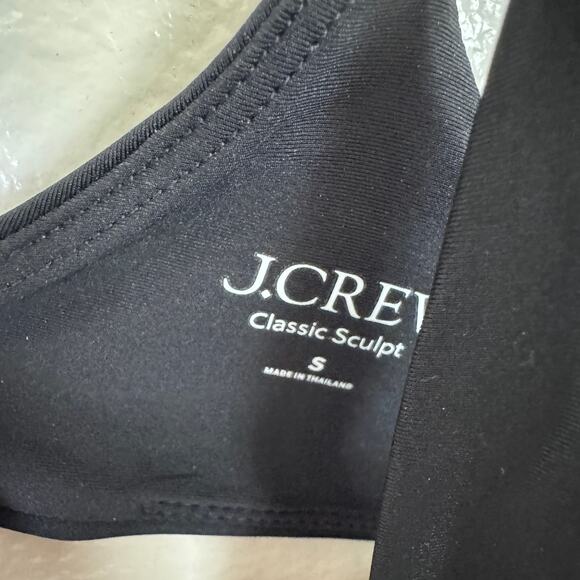 J.CREW
Classic Sculpt
S
MADE IN THAILAND